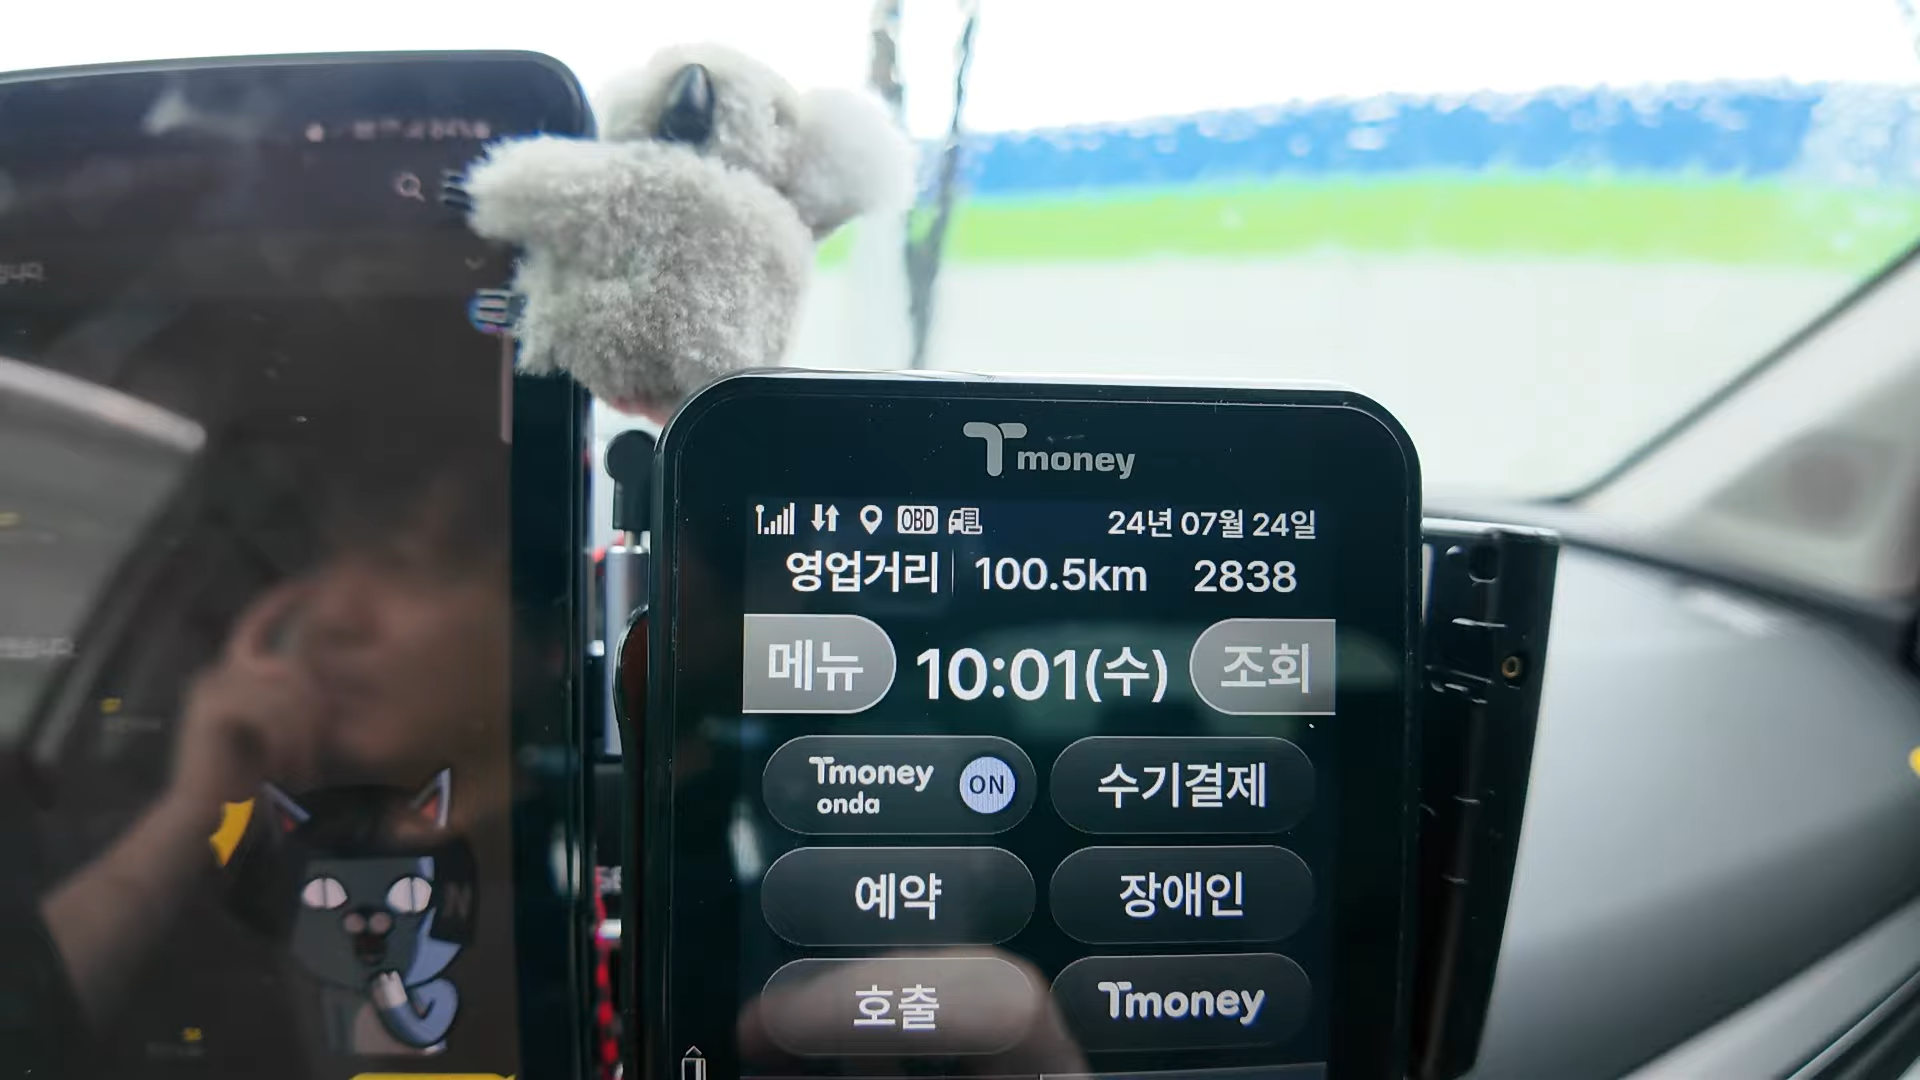 Tmoney
OBD 24년 07월 24일
영업거리 100.5km 2838
메뉴 10:01(수) 조회
Tmoney onda ON 수기결제
예약 장애인
호출 Tmoney